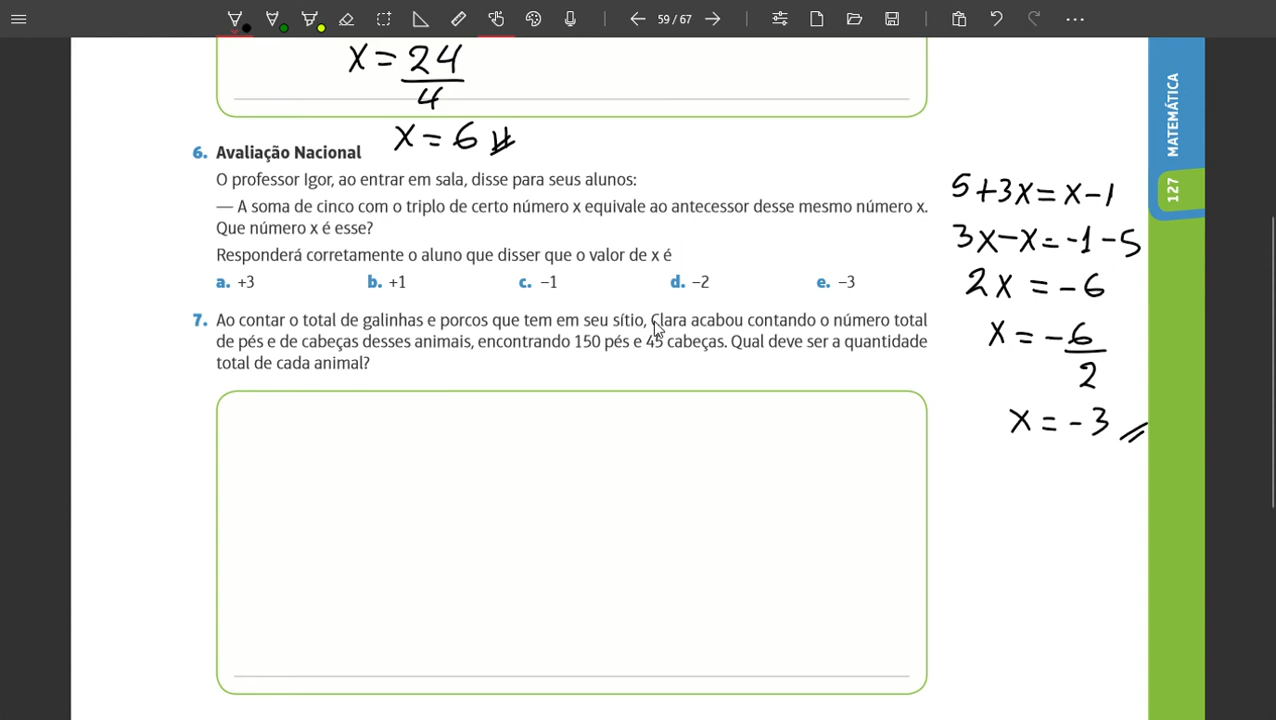 59 / 67
x = 24
4
x = 6
6. Avaliação Nacional
O professor Igor, ao entrar em sala, disse para seus alunos:
— A soma de cinco com o triplo de certo número x equivale ao antecessor desse mesmo número x.
Que número x é esse?
Responderá corretamente o aluno que disser que o valor de x é
a. +3 b. +1 c. −1 d. −2 e. −3
7. Ao contar o total de galinhas e porcos que tem em seu sítio, Clara acabou contando o número total
de pés e de cabeças desses animais, encontrando 150 pés e 45 cabeças. Qual deve ser a quantidade
total de cada animal?
5+3x = x-1
3x-x = -1-5
2x = -6
x = -6
2
x = -3
MATEMÁTICA
127